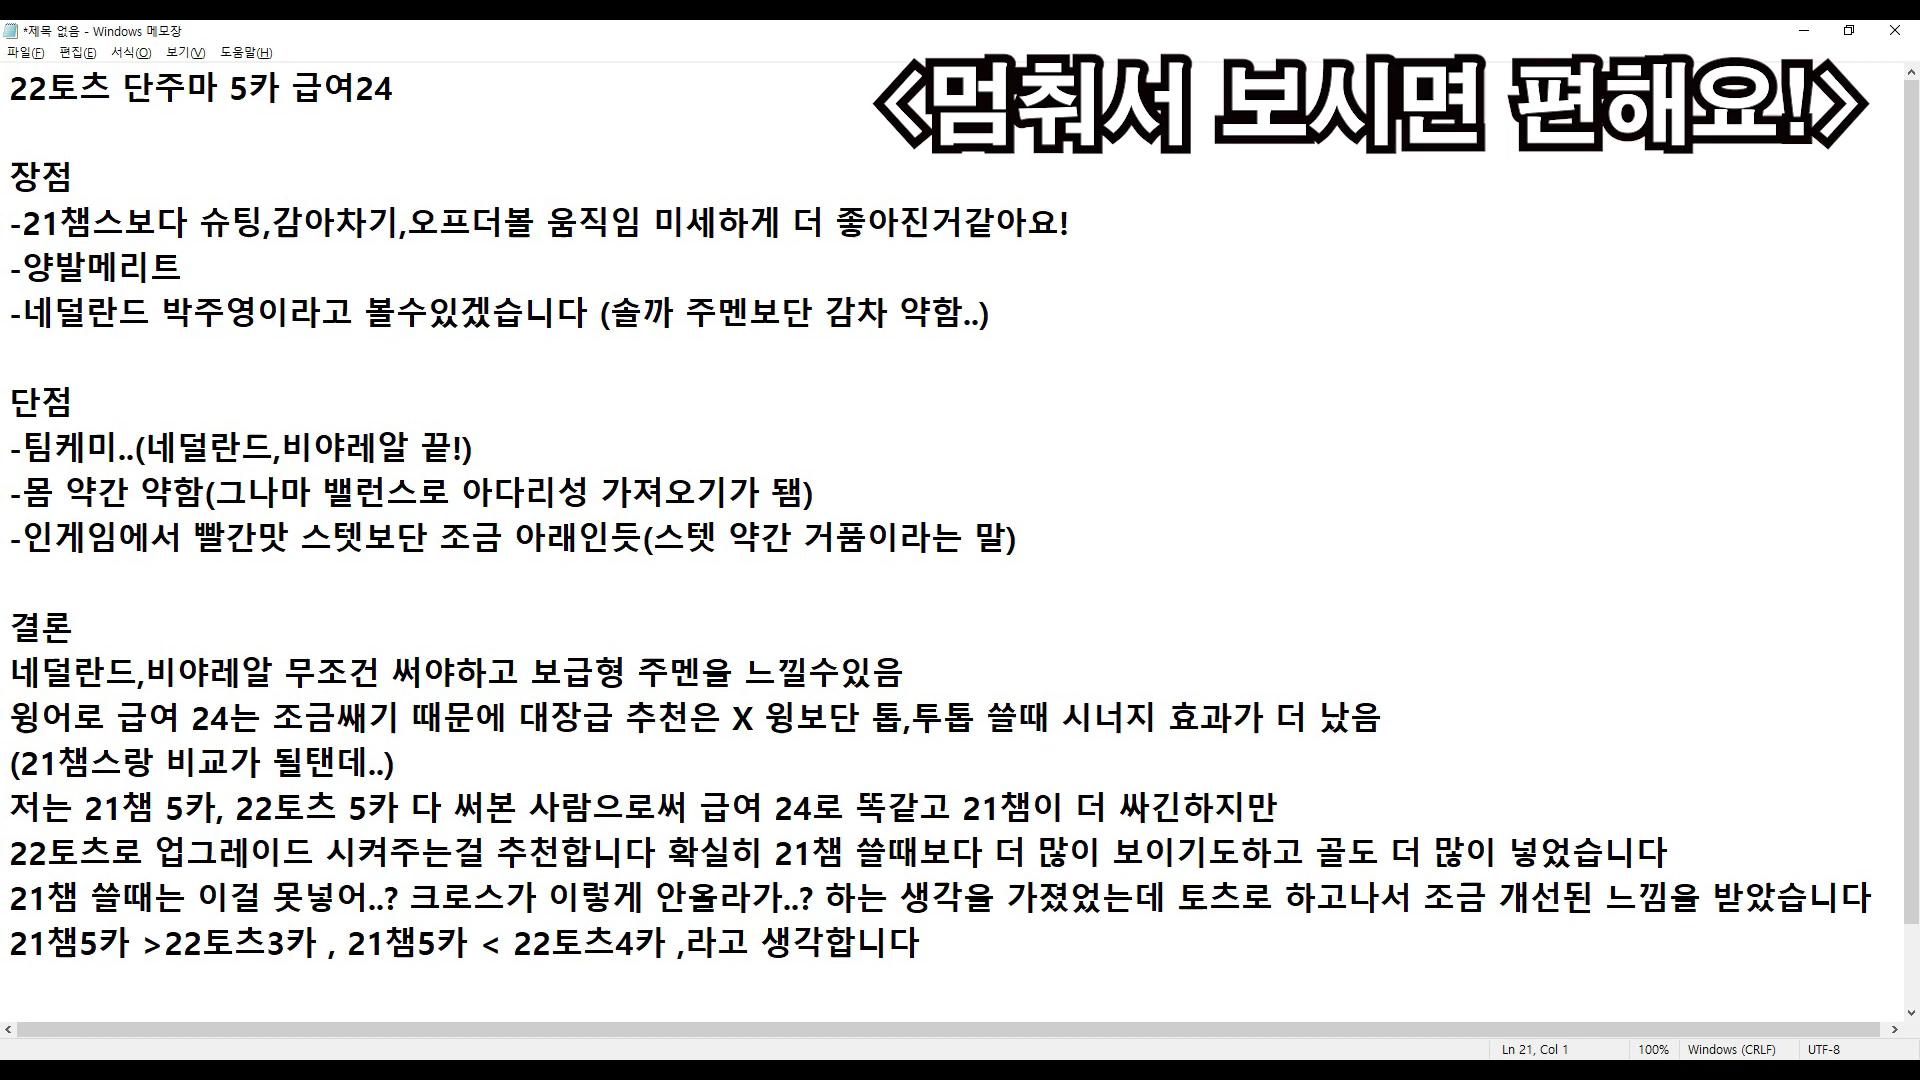 *제목 없음 - Windows 메모장
파일(F) 편집(E) 서식(O) 보기(V) 도움말(H)
<멈춰서 보시면 편해요!>
22토츠 단주마 5카 급여24
장점
-21챔스보다 슈팅,감아차기,오프더볼 움직임 미세하게 더 좋아진거같아요!
-양발메리트
-네덜란드 박주영이라고 볼수있겠습니다 (솔까 주멘보단 감차 약함..)
단점
-팀케미..(네덜란드,비야레알 끝!)
-몸 약간 약함(그나마 밸런스로 아다리성 가져오기가 됌)
-인게임에서 빨간맛 스텟보단 조금 아래인듯(스텟 약간 거품이라는 말)
결론
네덜란드,비야레알 무조건 써야하고 보급형 주멘을 느낄수있음
윙어로 급여 24는 조금쌔기 때문에 대장급 추천은 X 윙보단 톱,투톱 쓸때 시너지 효과가 더 났음
(21챔스랑 비교가 될탠데..)
저는 21챔 5카, 22토츠 5카 다 써본 사람으로써 급여 24로 똑같고 21챔이 더 싸긴하지만
22토츠로 업그레이드 시켜주는걸 추천합니다 확실히 21챔 쓸때보다 더 많이 보이기도하고 골도 더 많이 넣었습니다
21챔 쓸때는 이걸 못넣어..? 크로스가 이렇게 안올라가..? 하는 생각을 가졌었는데 토츠로 하고나서 조금 개선된 느낌을 받았습니다
21챔5카 >22토츠3카 , 21챔5카 < 22토츠4카 ,라고 생각합니다
Ln 21, Col 1 100% Windows (CRLF) UTF-8